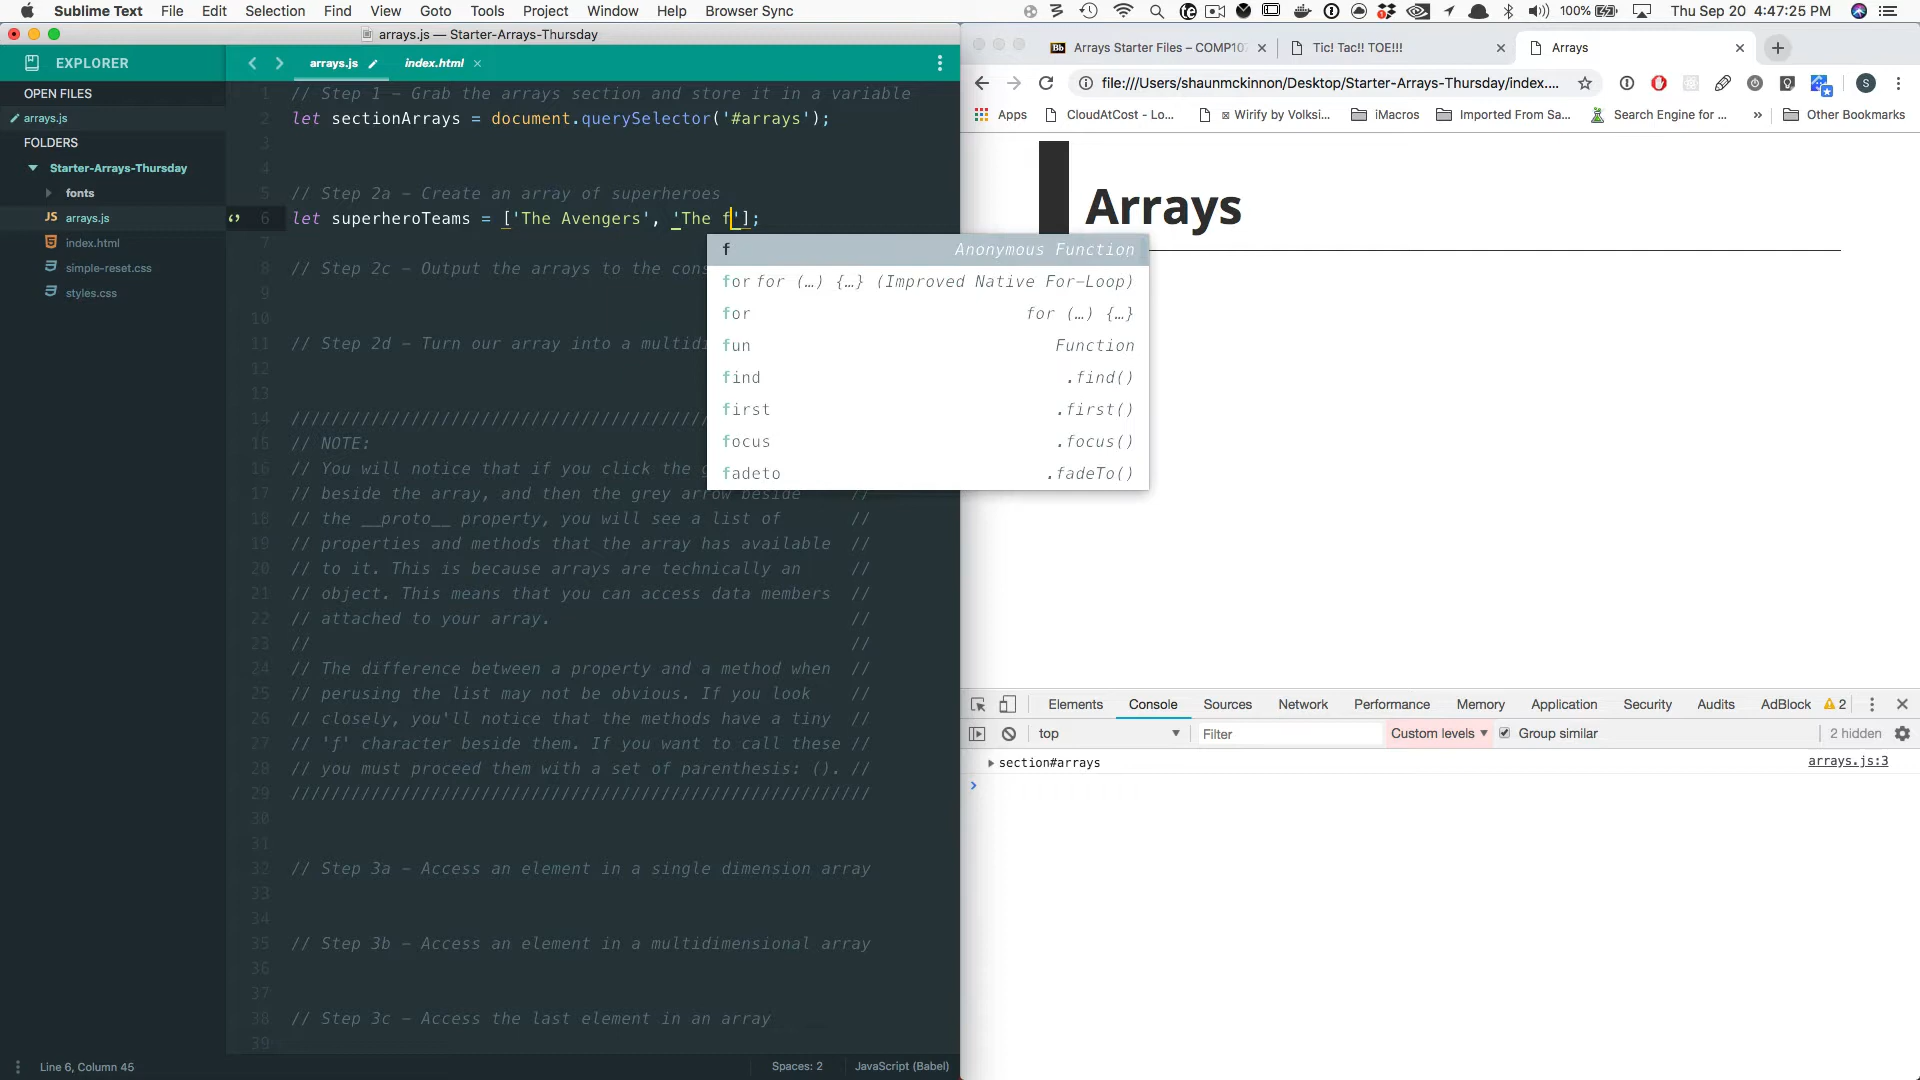 Sublime Text File Edit Selection Find View Goto Tools Project Window Help Browser Sync 100% Thu Sep 20 4:47:25 PM
arrays.js — Starter-Arrays-Thursday
EXPLORER
OPEN FILES
arrays.js
FOLDERS
Starter-Arrays-Thursday
fonts
JS arrays.js
index.html
simple-reset.css
styles.css
arrays.js index.html
1 // Step 1 - Grab the arrays section and store it in a variable
2 let sectionArrays = document.querySelector('#arrays');
3
4
5 // Step 2a - Create an array of superheroes
6 let superheroTeams = ['The Avengers', 'The f'];
7
8 // Step 2c - Output the arrays to the cons
9
10
11 // Step 2d - Turn our array into a multidi
12
13
14 //////////////////////////////////////////
15 // NOTE:
16 // You will notice that if you click the g
17 // beside the array, and then the grey arrow beside //
18 // the __proto__ property, you will see a list of //
19 // properties and methods that the array has available //
20 // to it. This is because arrays are technically an //
21 // object. This means that you can access data members //
22 // attached to your array. //
23 // //
24 // The difference between a property and a method when //
25 // perusing the list may not be obvious. If you look //
26 // closely, you'll notice that the methods have a tiny //
27 // 'f' character beside them. If you want to call these //
28 // you must proceed them with a set of parenthesis: (). //
29 //////////////////////////////////////////////////////////
30
31
32 // Step 3a - Access an element in a single dimension array
33
34
35 // Step 3b - Access an element in a multidimensional array
36
37
38 // Step 3c - Access the last element in an array
39
f Anonymous Function
for for (…) {…} (Improved Native For-Loop)
for for (…) {…}
fun Function
find .find()
first .first()
focus .focus()
fadeto .fadeTo()
Line 6, Column 45 Spaces: 2 JavaScript (Babel)
Bb Arrays Starter Files – COMP107 Tic! Tac!! TOE!!! Arrays
file:///Users/shaunmckinnon/Desktop/Starter-Arrays-Thursday/index.... S
Apps CloudAtCost - Lo... Wirify by Volksi... iMacros Imported From Sa... Search Engine for ... » Other Bookmarks
Arrays
Elements Console Sources Network Performance Memory Application Security Audits AdBlock 2
top Filter Custom levels Group similar 2 hidden
section#arrays arrays.js:3